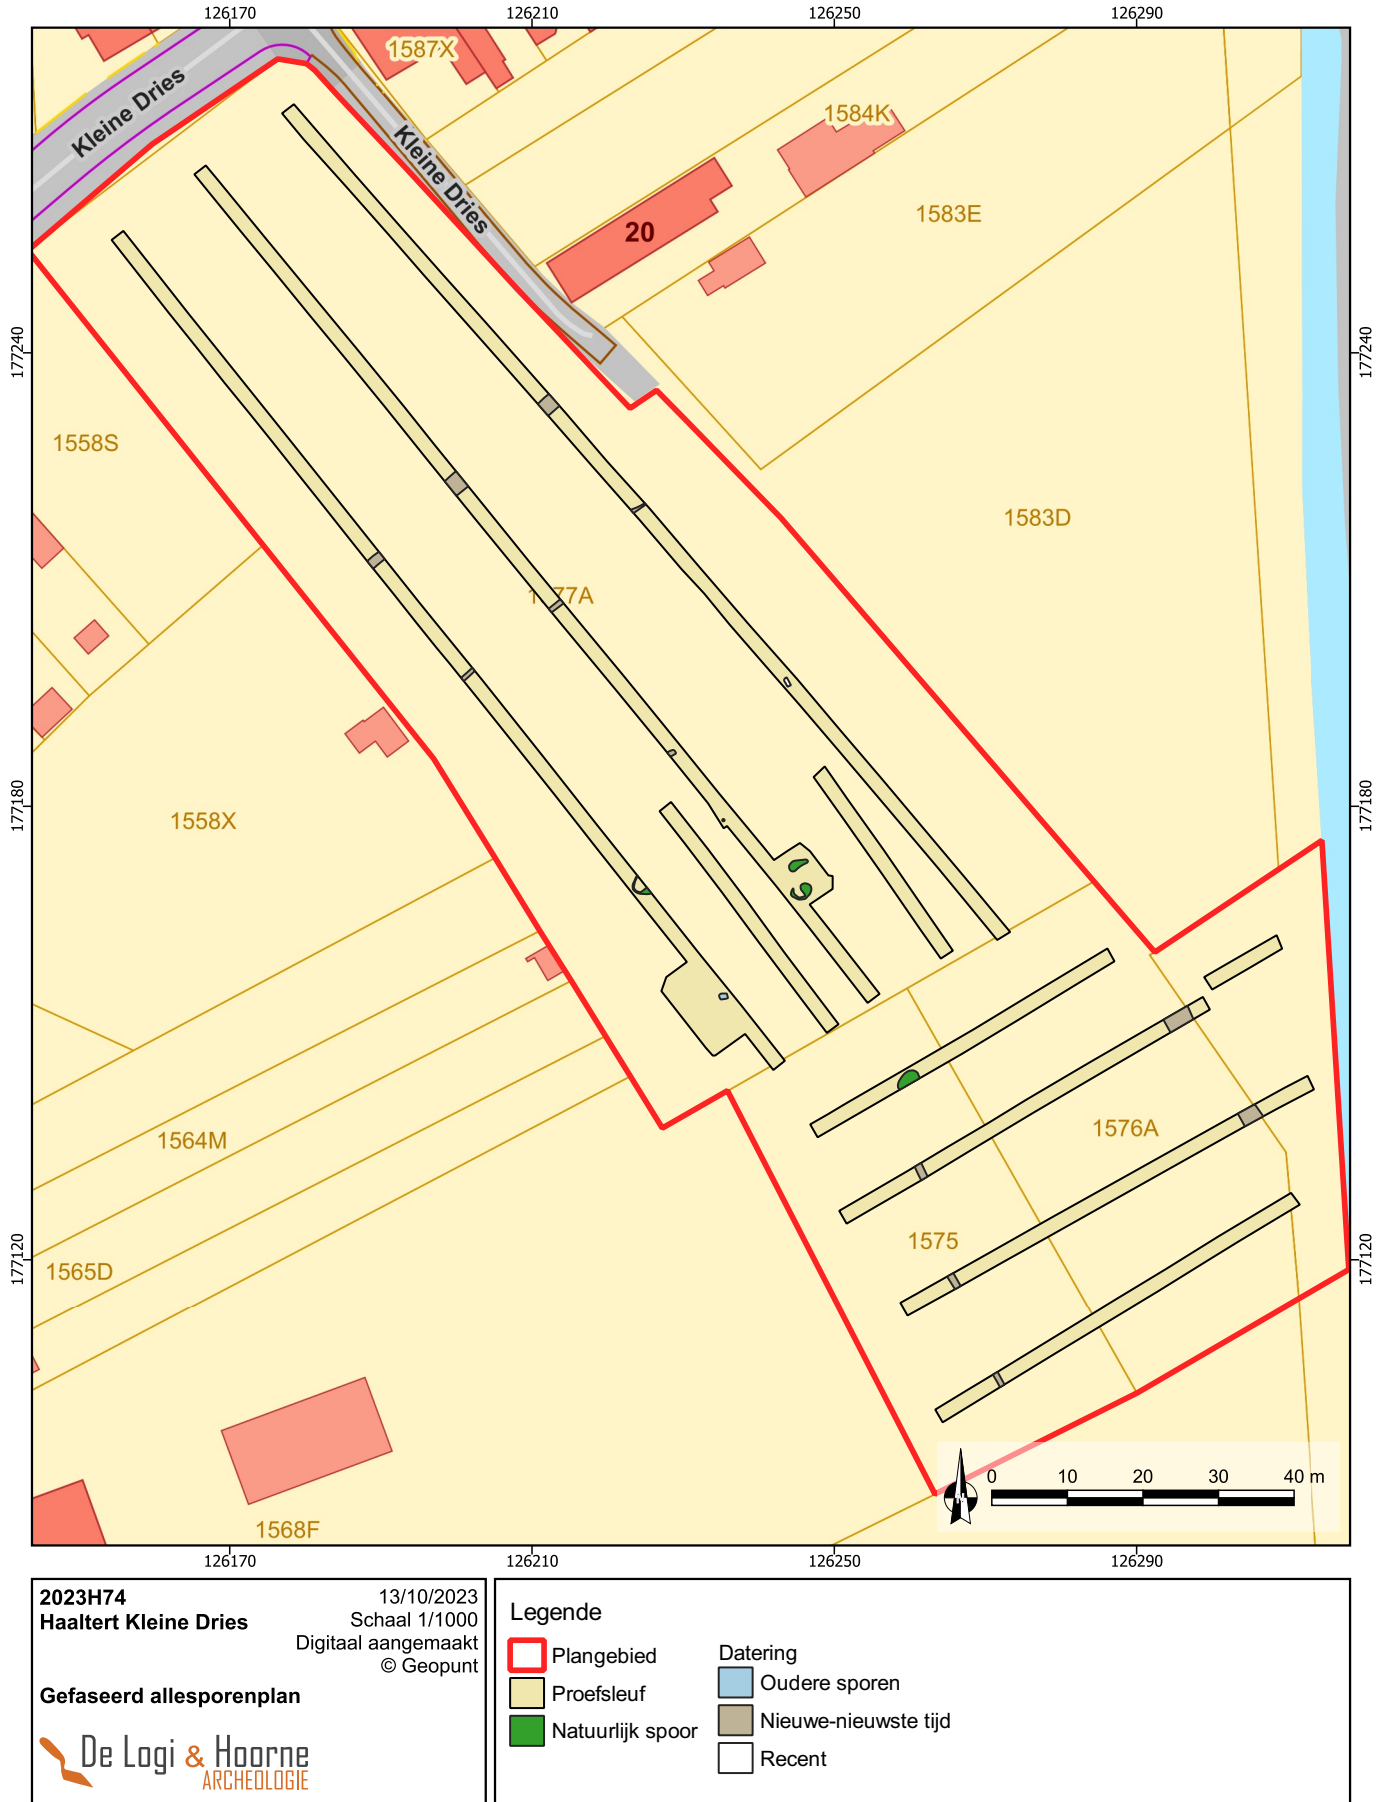 126170 126210 126250 126290
1587X
Kleine Dries
Kleine Dries
1584K
20
1583E
177240
177240
1558S
1583D
77A
177180
177180
1558X
1564M
1576A
177120
1565D
1575
177120
1568F
0 10 20 30 40 m
126170 126210 126250 126290
2023H74
Haaltert Kleine Dries
13/10/2023
Schaal 1/1000
Digitaal aangemaakt
© Geopunt
Gefaseerd allesporenplan
De Logi & Hoorne
ARCHEOLOGIE
Legende
Plangebied
Proefsleuf
Natuurlijk spoor
Datering
Oudere sporen
Nieuwe-nieuwste tijd
Recent